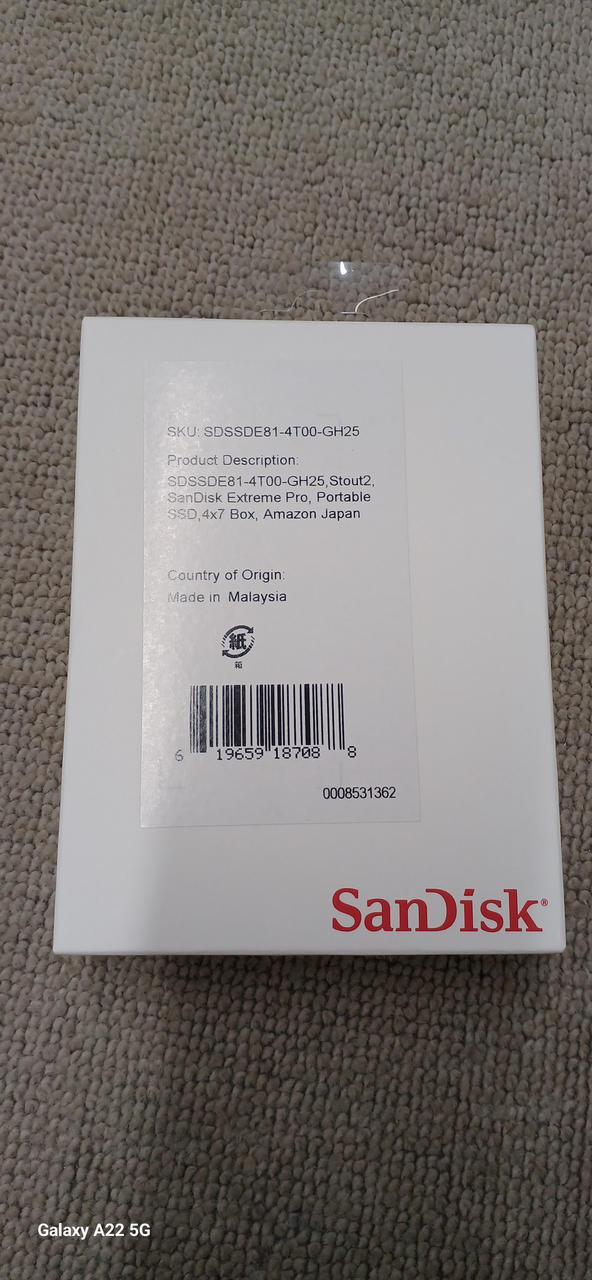 SKU: SDSSDE81-4T00-GH25
Product Description:
SDSSDE81-4T00-GH25,Stout2,
SanDisk Extreme Pro, Portable
SSD,4x7 Box, Amazon Japan
Country of Origin:
Made in Malaysia
紙
箱
6 19659 18708 8
0008531362
SanDisk®
Galaxy A22 5G